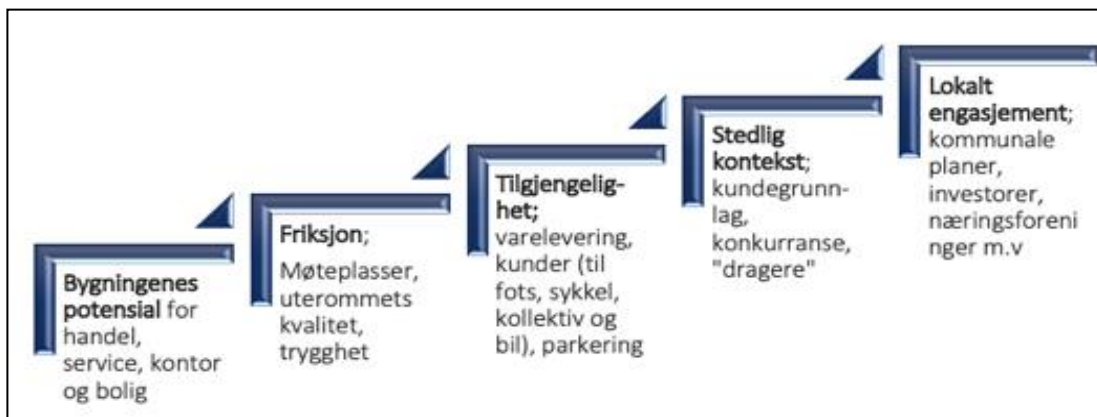 Bygningenes
potensial for
handel,
service, kontor
og bolig
Friksjon;
Møteplasser,
uterommets
kvalitet,
trygghet
Tilgjengelig-
het;
varelevering,
kunder (til
fots, sykkel,
kollektiv og
bil), parkering
Stedlig
kontekst;
kundegrunn-
lag,
konkurranse,
"dragere"
Lokalt
engasjement;
kommunale
planer,
investorer,
næringsforeni
nger m.v